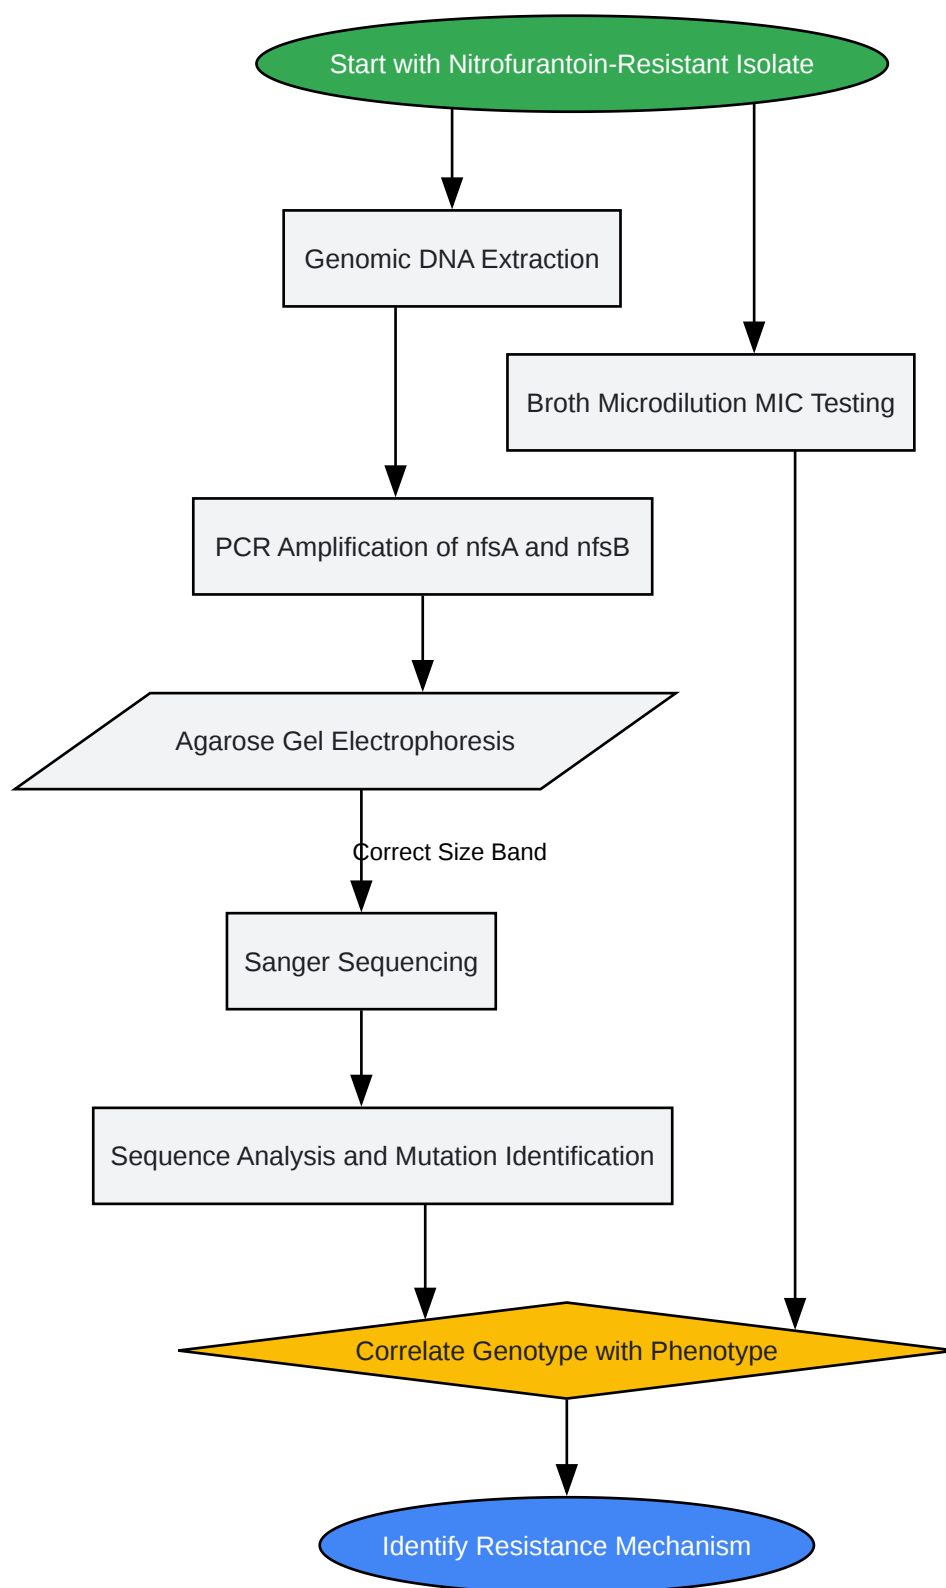 Start with Nitrofurantoin-Resistant Isolate
Genomic DNA Extraction
Broth Microdilution MIC Testing
PCR Amplification of nfsA and nfsB
Agarose Gel Electrophoresis
Correct Size Band
Sanger Sequencing
Sequence Analysis and Mutation Identification
Correlate Genotype with Phenotype
Identify Resistance Mechanism